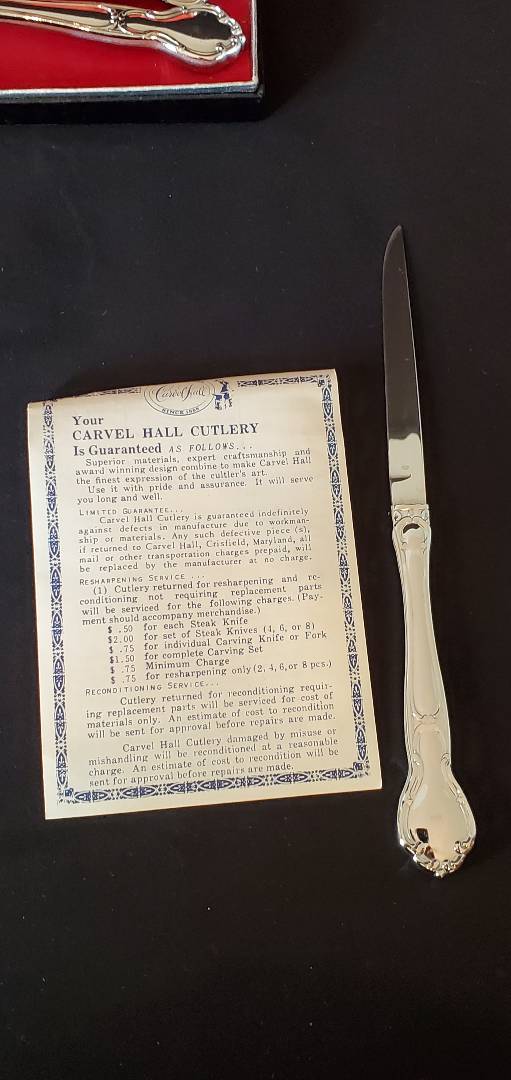 Carvel Hall
SINCE 1895
Your
CARVEL HALL CUTLERY
Is Guaranteed AS FOLLOWS...
Superior materials, expert craftsmanship and
award winning design combine to make Carvel Hall
the finest expression of the cultler's art.
Use it with pride and assurance. It will serve
you long and well.
LIMITED GUARANTEE...
Carvel Hall Cutlery is guaranteed indefinitely
against defects in manufacture due to workman-
ship or materials. Any such defective piece (s),
if returned to Carvel Hall, Crisfield, Maryland, all
mail or other transportation charges prepaid, will
be replaced by the manufacturer at no charge.
RESHARPENING SERVICE ...
(1) Cutlery returned for resharpening and re-
conditioning not requiring replacement parts
will be serviced for the following charges. (Pay-
ment should accompany merchandise.)
$ .50 for each Steak Knife
$2.00 for set of Steak Knives (4, 6, or 8)
$ .75 for individual Carving Knife or Fork
$1.50 for complete Carving Set
$ .75 Minimum Charge
$ .75 for resharpening only (2, 4, 6, or 8 pcs.)
RECONDITIONING SERVICE...
Cutlery returned for reconditioning requir-
ing replacement parts will be serviced for cost of
materials only. An estimate of cost to recondition
will be sent for approval before repairs are made.
Carvel Hall Cutlery damaged by misuse or
mishandling will be reconditioned at a reasonable
charge. An estimate of cost to recondition will be
sent for approval before repairs are made.